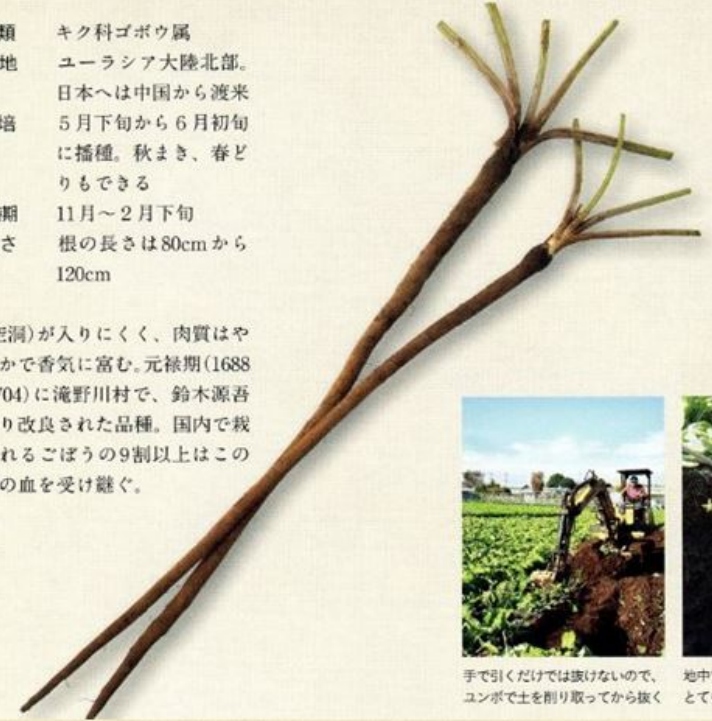 類 キク科ゴボウ属
地 ユーラシア大陸北部。
日本へは中国から渡来
培 5月下旬から6月初旬
に播種。秋まき、春ど
りもできる
期 11月～2月下旬
さ 根の長さは80cmから
120cm
洞)が入りにくく、肉質はや
かで香気に富む。元禄期(1688
04)に滝野川村で、鈴木源吾
り改良された品種。国内で栽
れるごぼうの9割以上はこの
の血を受け継ぐ。
手で引くだけでは抜けないので、
ユンボで土を削り取ってから抜く
地中
とて